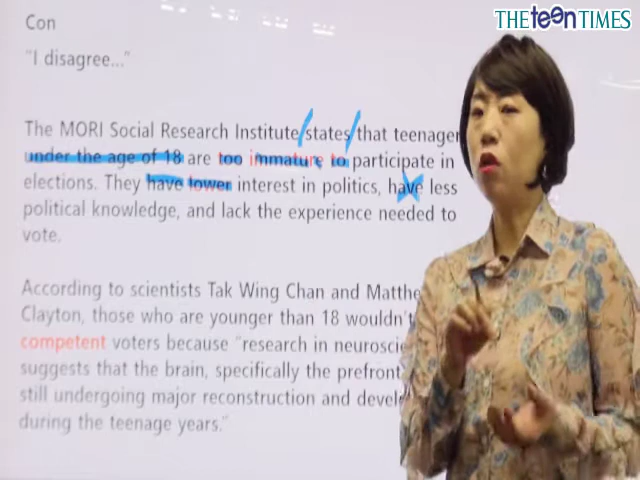 THE teen TIMES
Con
"I disagree..."
The MORI Social Research Institute states that teenager
under the age of 18 are too immature to participate in
elections. They have lower interest in politics, have less
political knowledge, and lack the experience needed to
vote.
According to scientists Tak Wing Chan and Matthe
Clayton, those who are younger than 18 wouldn't
competent voters because "research in neuroscie
suggests that the brain, specifically the prefront
still undergoing major reconstruction and devel
during the teenage years."